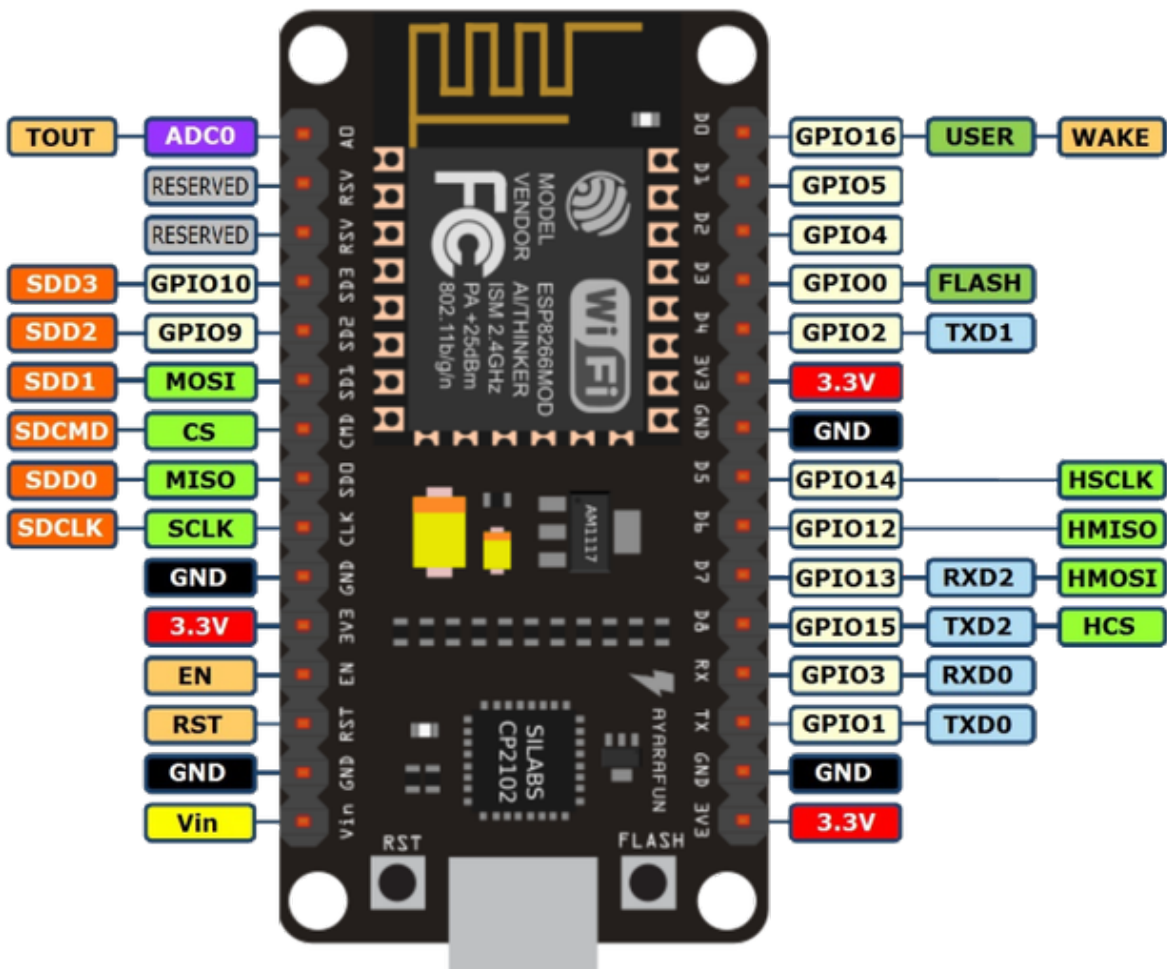 TOUT ADC0 A0 D0 GPIO16 USER WAKE
RESERVED RSV D1 GPIO5
RESERVED RSV D2 GPIO4
SDD3 GPIO10 SD3 D3 GPIO0 FLASH
SDD2 GPIO9 SD2 D4 GPIO2 TXD1
SDD1 MOSI SD1 3V3 3.3V
SDCMD CS CMD GND GND
SDD0 MISO SD0 D5 GPIO14 HSCLK
SDCLK SCLK CLK D6 GPIO12 HMISO
GND GND D7 GPIO13 RXD2 HMOSI
3.3V 3V3 D8 GPIO15 TXD2 HCS
EN EN RX GPIO3 RXD0
RST RST TX GPIO1 TXD0
GND GND GND GND
Vin Vin 3V3 3.3V
MODEL ESP8266MOD
VENDOR AI/THINKER
ISM 2.4GHz
PA +25dBm
802.11b/g/n
FC
Wi Fi
AM1117
SILABS
CP2102
AYARAFUN
RST
FLASH